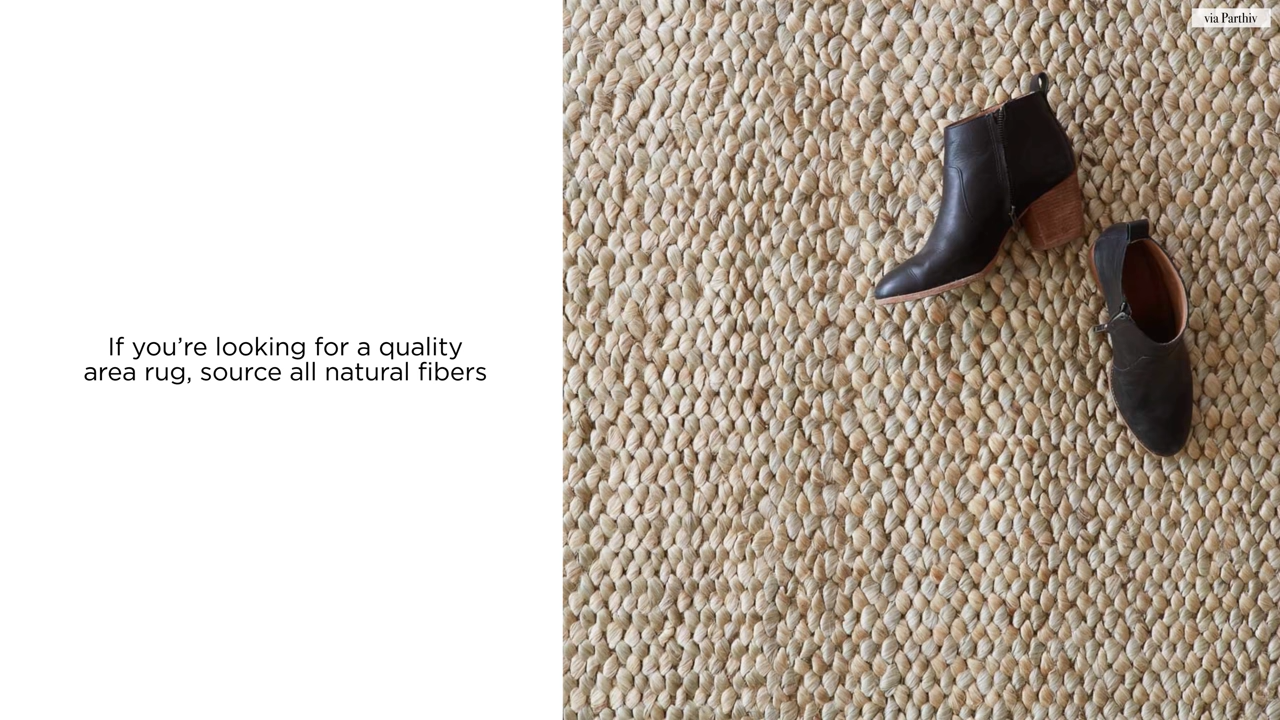 via Parthiv
If you’re looking for a quality
area rug, source all natural fibers